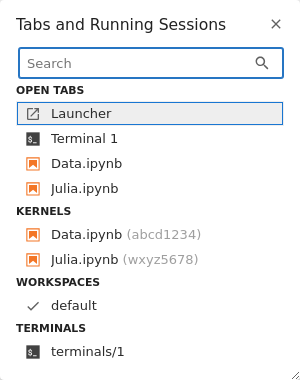 Tabs and Running Sessions
Search
OPEN TABS
Launcher
Terminal 1
Data.ipynb
Julia.ipynb
KERNELS
Data.ipynb (abcd1234)
Julia.ipynb (wxyz5678)
WORKSPACES
default
TERMINALS
terminals/1